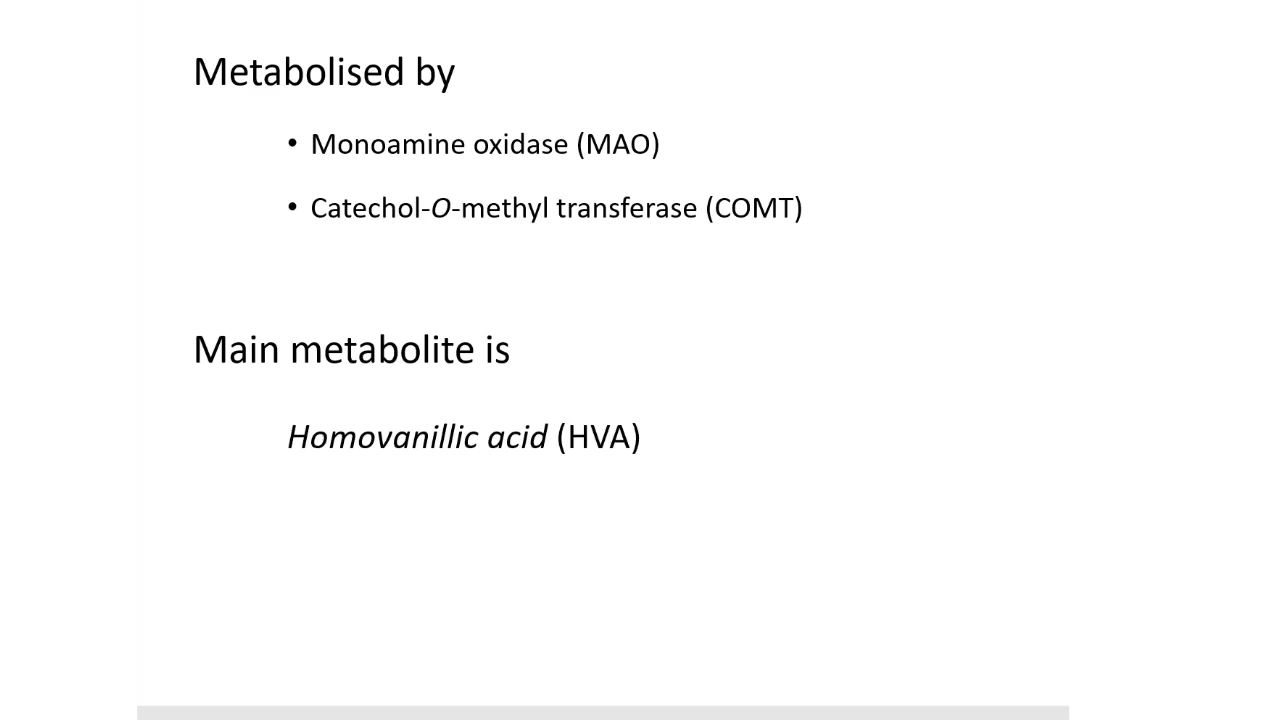 Metabolised by
• Monoamine oxidase (MAO)
• Catechol-O-methyl transferase (COMT)
Main metabolite is
Homovanillic acid (HVA)